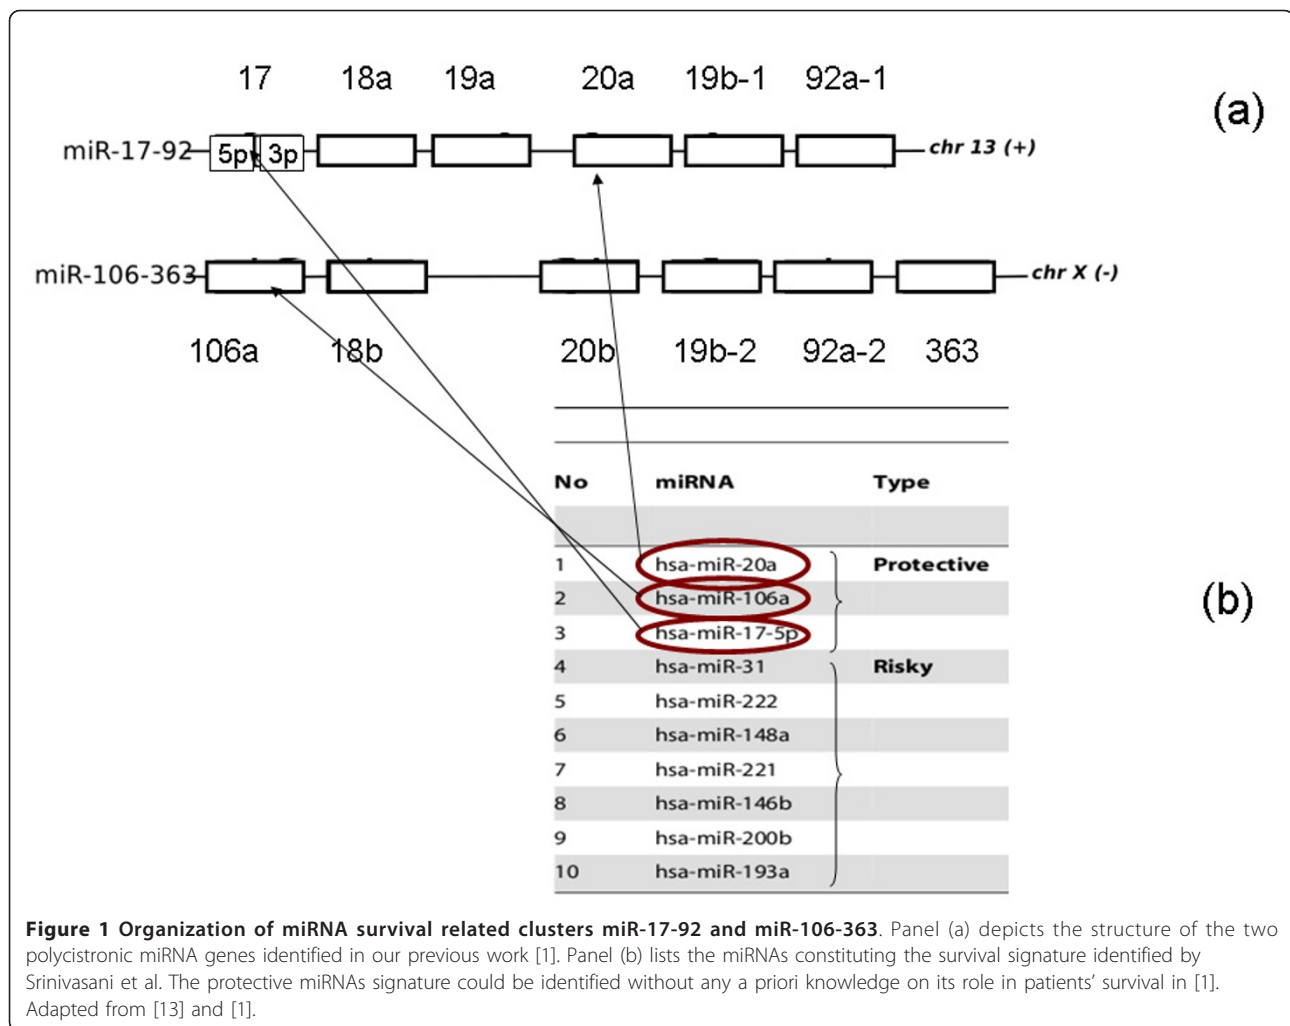 17 18a 19a 20a 19b-1 92a-1
(a)
miR-17-92 5p 3p chr 13 (+)
miR-106-363 chr X (-)
106a 18b 20b 19b-2 92a-2 363
No miRNA Type
1 hsa-miR-20a Protective
2 hsa-miR-106a
(b)
3 hsa-miR-17-5p
4 hsa-miR-31 Risky
5 hsa-miR-222
6 hsa-miR-148a
7 hsa-miR-221
8 hsa-miR-146b
9 hsa-miR-200b
10 hsa-miR-193a
Figure 1 Organization of miRNA survival related clusters miR-17-92 and miR-106-363. Panel (a) depicts the structure of the two
polycistronic miRNA genes identified in our previous work [1]. Panel (b) lists the miRNAs constituting the survival signature identified by
Srinivasani et al. The protective miRNAs signature could be identified without any a priori knowledge on its role in patients' survival in [1].
Adapted from [13] and [1].